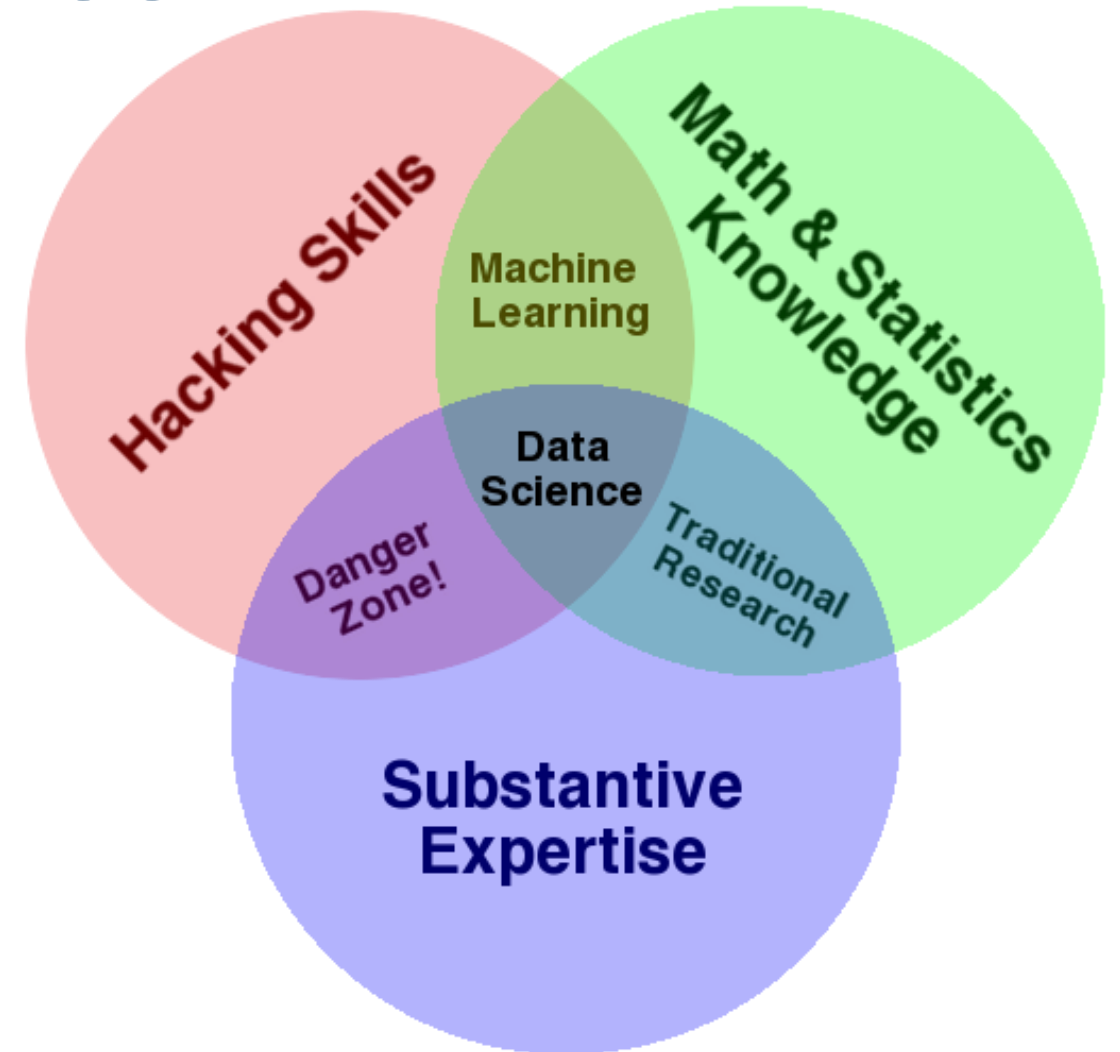 Hacking Skills
Math & Statistics
Knowledge
Machine
Learning
Data
Science
Danger
Zone!
Traditional
Research
Substantive
Expertise